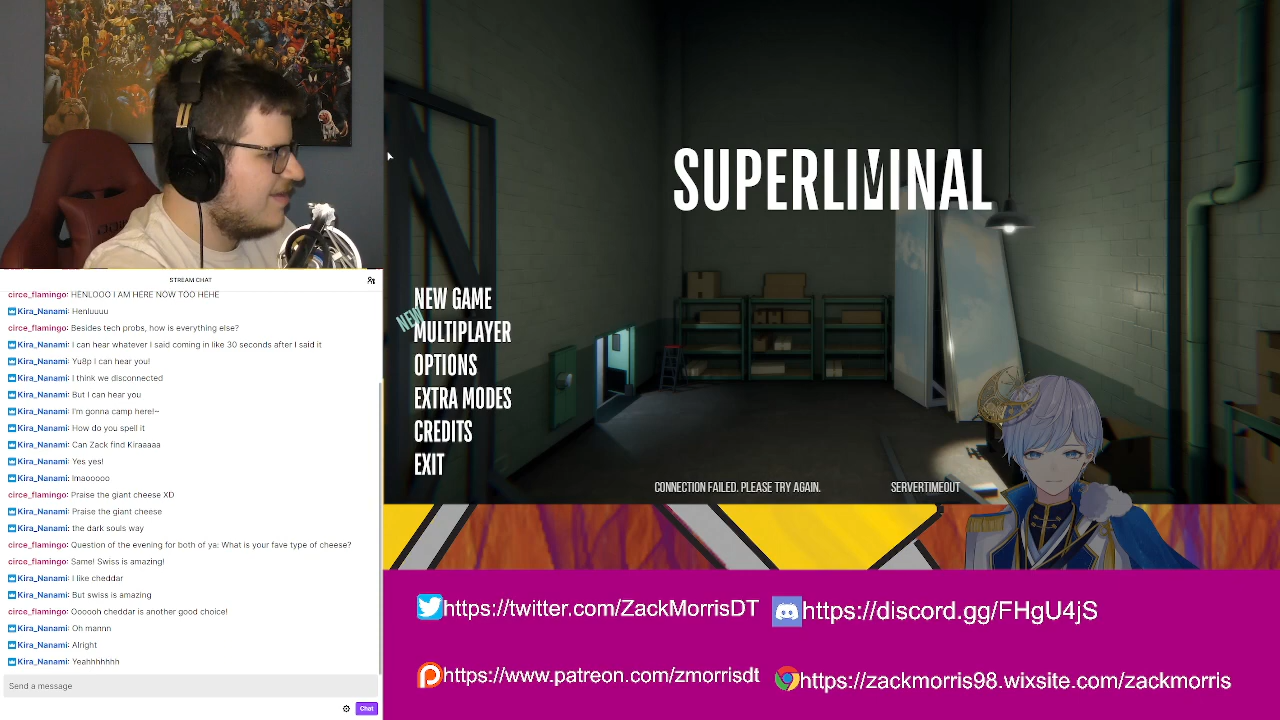 STREAM CHAT
circe_flamingo: HENLOOO I AM HERE NOW TOO HEHE
Kira_Nanami: Henluuuu
circe_flamingo: Besides tech probs, how is everything else?
Kira_Nanami: I can hear whatever I said coming in like 30 seconds after I said it
Kira_Nanami: Yu8p I can hear you!
Kira_Nanami: I think we disconnected
Kira_Nanami: But I can hear you
Kira_Nanami: I'm gonna camp here!~
Kira_Nanami: How do you spell it
Kira_Nanami: Can Zack find Kiraaaaa
Kira_Nanami: Yes yes!
Kira_Nanami: lmaooooo
circe_flamingo: Praise the giant cheese XD
Kira_Nanami: Praise the giant cheese
Kira_Nanami: the dark souls way
circe_flamingo: Question of the evening for both of ya: What is your fave type of cheese?
circe_flamingo: Same! Swiss is amazing!
Kira_Nanami: I like cheddar
Kira_Nanami: But swiss is amazing
circe_flamingo: Oooooh cheddar is another good choice!
Kira_Nanami: Oh mannn
Kira_Nanami: Alright
Kira_Nanami: Yeahhhhhhh
Send a message
Chat
SUPERLIMINAL
NEW GAME
NEW
MULTIPLAYER
OPTIONS
EXTRA MODES
CREDITS
EXIT
CONNECTION FAILED. PLEASE TRY AGAIN.
SERVERTIMEOUT
https://twitter.com/ZackMorrisDT
https://discord.gg/FHgU4jS
https://www.patreon.com/zmorrisdt
https://zackmorris98.wixsite.com/zackmorris